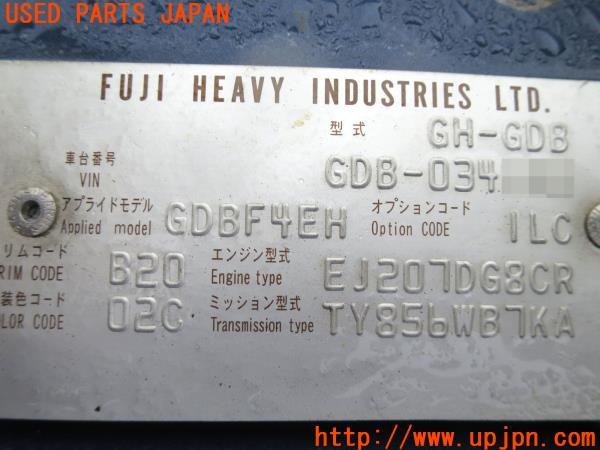 USED PARTS JAPAN
FUJI HEAVY INDUSTRIES LTD.
型式 GH-GDB
車台番号 VIN GDB-034
アプライドモデル Applied model GDBF4EH オプションコード Option CODE 1LC
リムコード RIM CODE B20 エンジン型式 Engine type EJ207DG8CR
装色コード OLOR CODE 02C ミッション型式 Transmission type TY856WB7KA
UPJ http://www.upjpn.com/